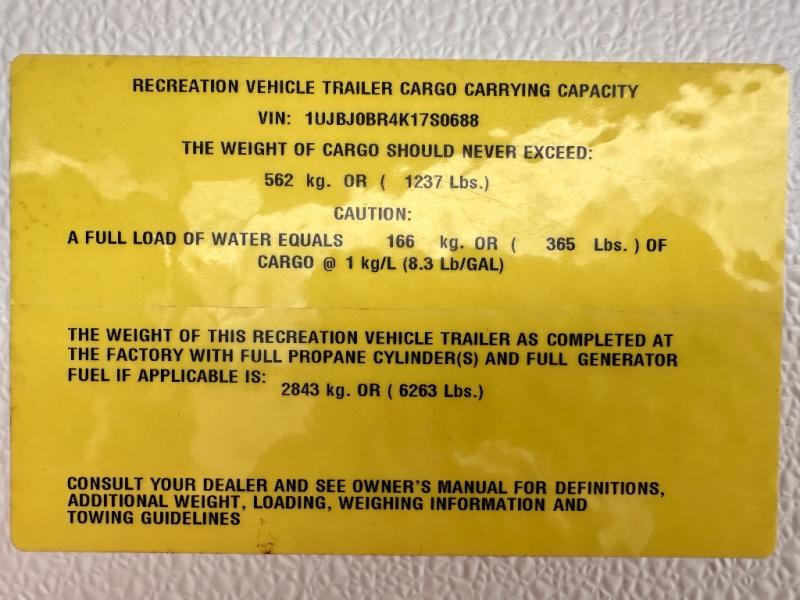 RECREATION VEHICLE TRAILER CARGO CARRYING CAPACITY
VIN: 1UJBJ0BR4K17S0688
THE WEIGHT OF CARGO SHOULD NEVER EXCEED:
562 kg. OR ( 1237 Lbs.)
CAUTION:
A FULL LOAD OF WATER EQUALS 166 kg. OR ( 365 Lbs. ) OF
CARGO @ 1 kg/L (8.3 Lb/GAL)
THE WEIGHT OF THIS RECREATION VEHICLE TRAILER AS COMPLETED AT
THE FACTORY WITH FULL PROPANE CYLINDER(S) AND FULL GENERATOR
FUEL IF APPLICABLE IS:
2843 kg. OR ( 6263 Lbs.)
CONSULT YOUR DEALER AND SEE OWNER'S MANUAL FOR DEFINITIONS,
ADDITIONAL WEIGHT, LOADING, WEIGHING INFORMATION AND
TOWING GUIDELINES